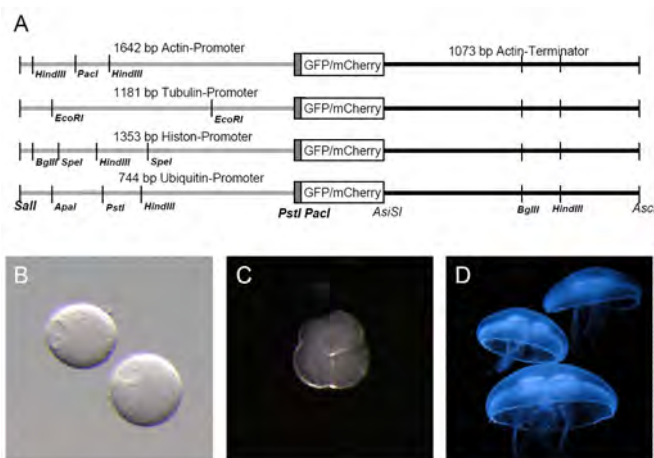 A
1642 bp Actin-Promoter 1073 bp Actin-Terminator
GFP/mCherry
HindIII PacI HindIII
1181 bp Tubulin-Promoter
GFP/mCherry
EcoRI EcoRI
1353 bp Histon-Promoter
GFP/mCherry
BglII SpeI HindIII SpeI
744 bp Ubiquitin-Promoter
GFP/mCherry
SalI ApaI PstI HindIII PstI PacI AsiSI BglII HindIII Asc
B C D